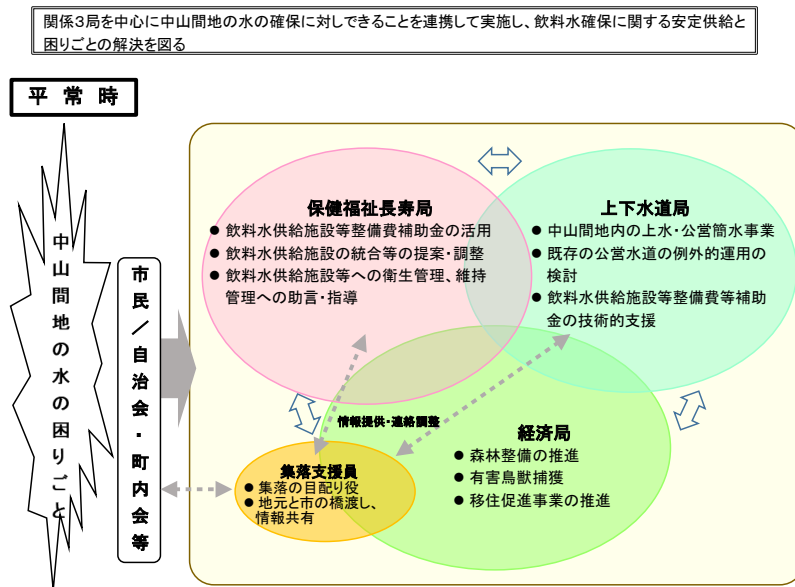 関係３局を中心に中山間地の水の確保に対しできることを連携して実施し、飲料水確保に関する安定供給と
困りごとの解決を図る
平常時
中山間地の水の困りごと
市民／自治会・町内会等
保健福祉長寿局
● 飲料水供給施設等整備費補助金の活用
● 飲料水供給施設の統合等の提案・調整
● 飲料水供給施設等への衛生管理、維持
管理への助言・指導
上下水道局
● 中山間地内の上水・公営簡水事業
● 既存の公営水道の例外的運用の
検討
● 飲料水供給施設等整備費等補助
金の技術的支援
情報提供・連絡調整
経済局
● 森林整備の推進
● 有害鳥獣捕獲
● 移住促進事業の推進
集落支援員
● 集落の目配り役
● 地元と市の橋渡し、
情報共有